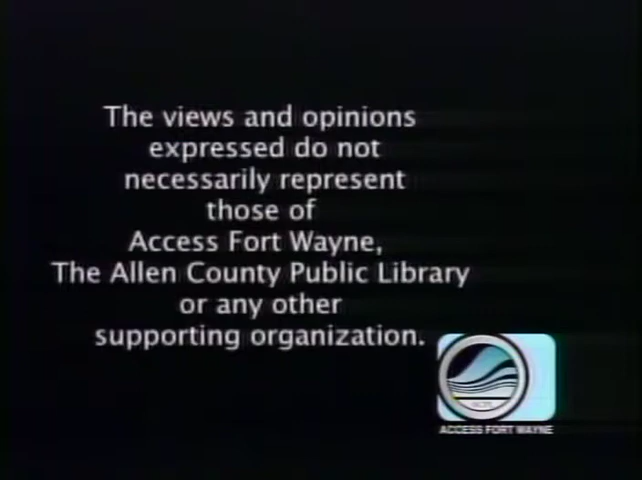 The views and opinions
expressed do not
necessarily represent
those of
Access Fort Wayne,
The Allen County Public Library
or any other
supporting organization.
ACCESS FORT WAYNE